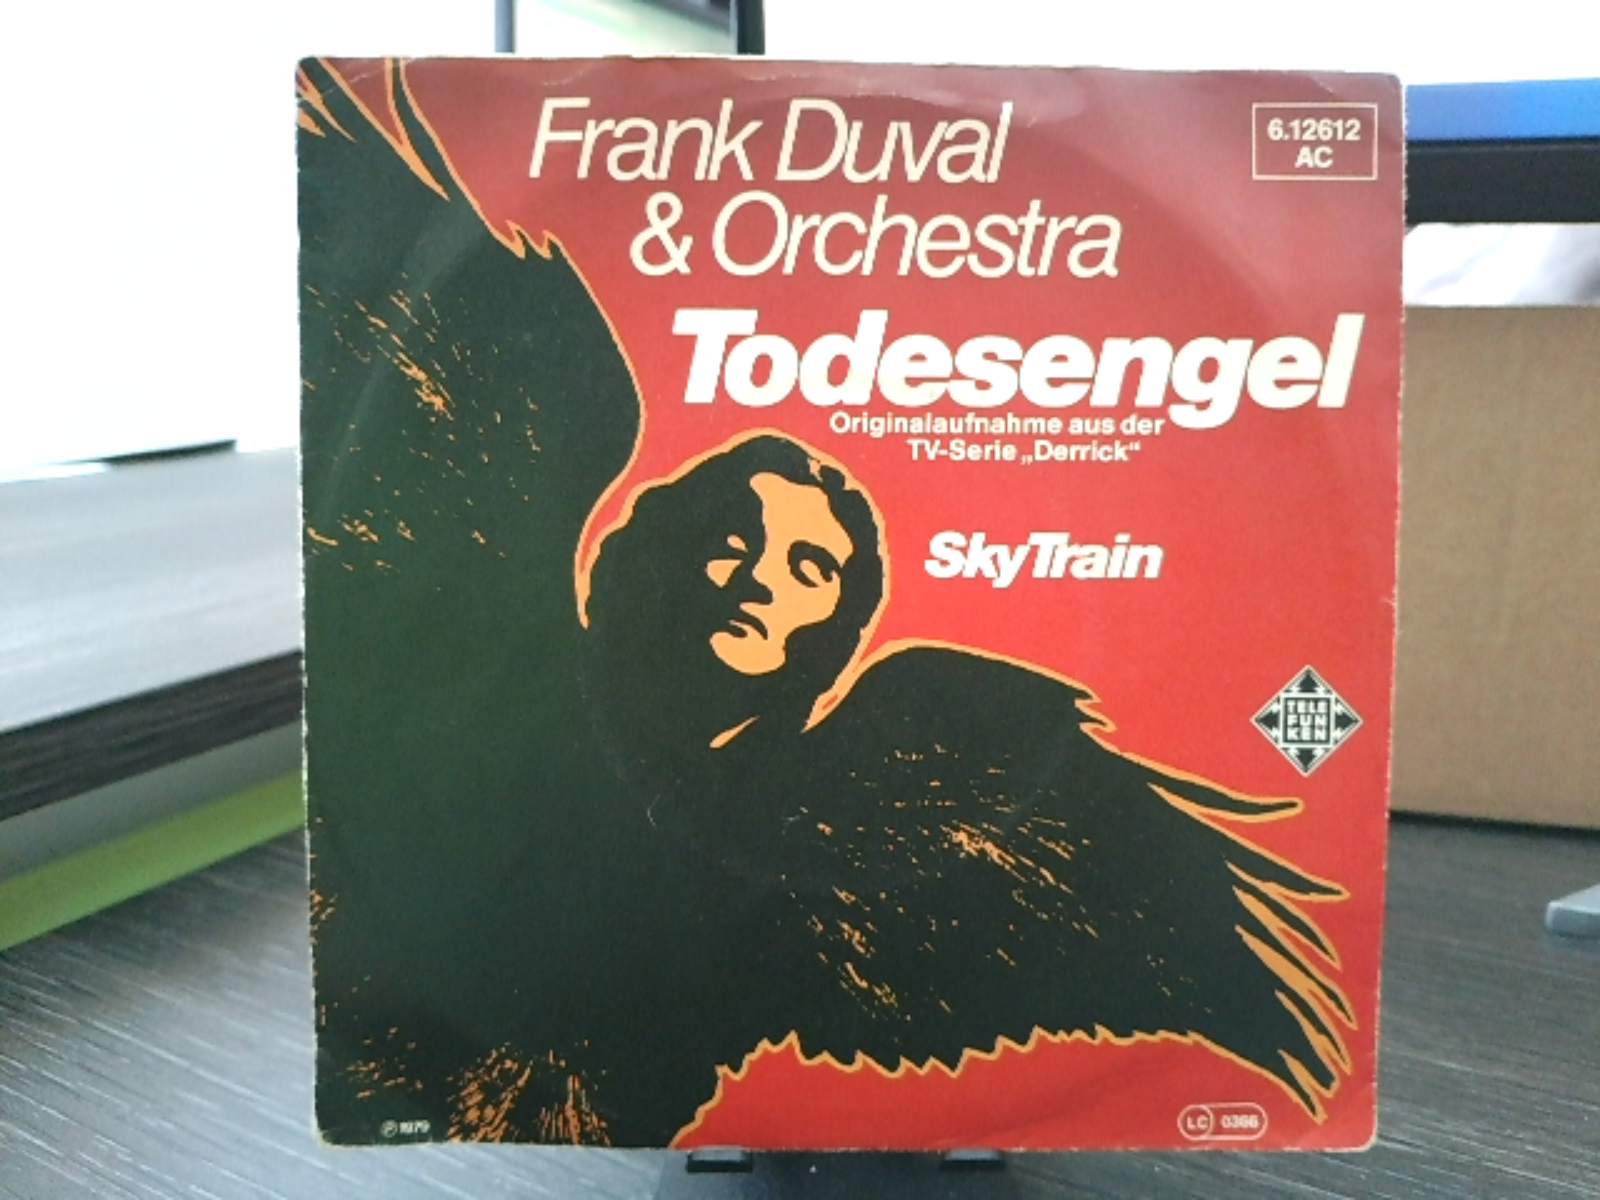 Frank Duval
& Orchestra
6.12612
AC
Todesengel
Originalaufnahme aus der
TV-Serie „Derrick“
SkyTrain
TELE
FUN
KEN
℗ 1979
LC 0366